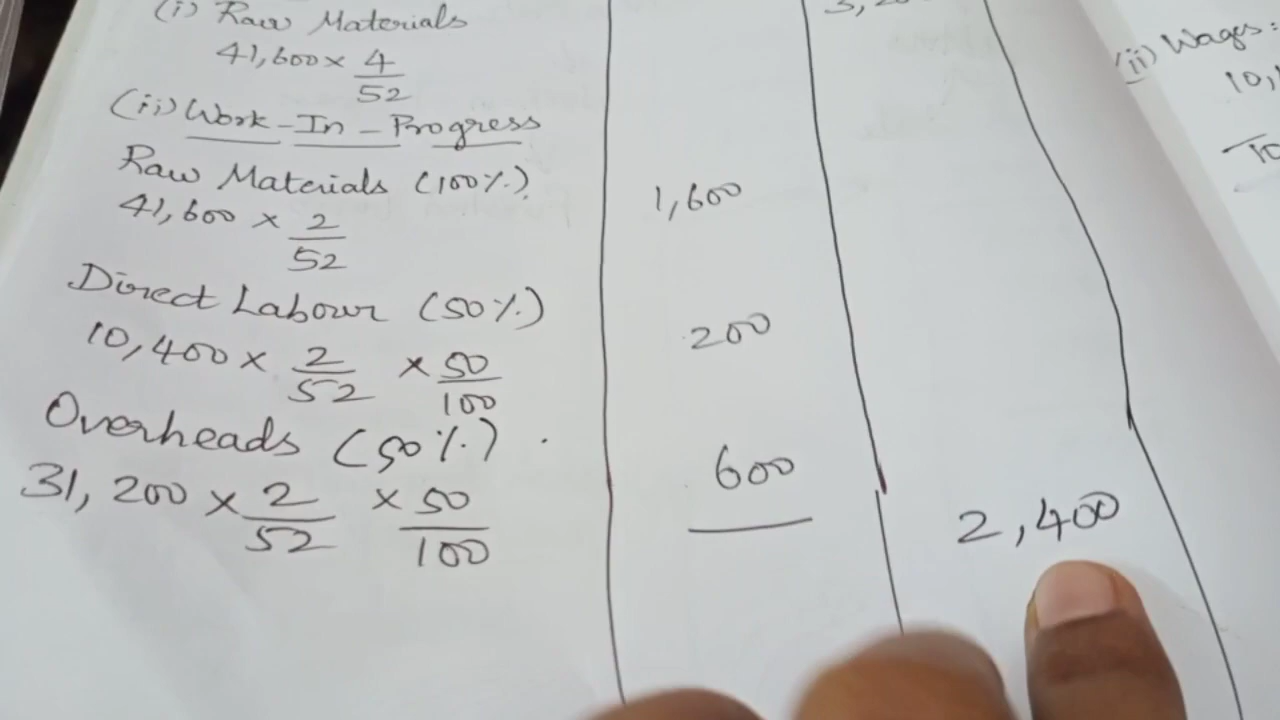 (i) Raw Materials
41,600 × 4/52
(ii) Work-In-Progress
Raw Materials (100%)
41,600 × 2/52
1,600
Direct Labour (50%)
10,400 × 2/52 × 50/100
200
Overheads (50%)
31,200 × 2/52 × 50/100
600
2,400
(ii) Wages: